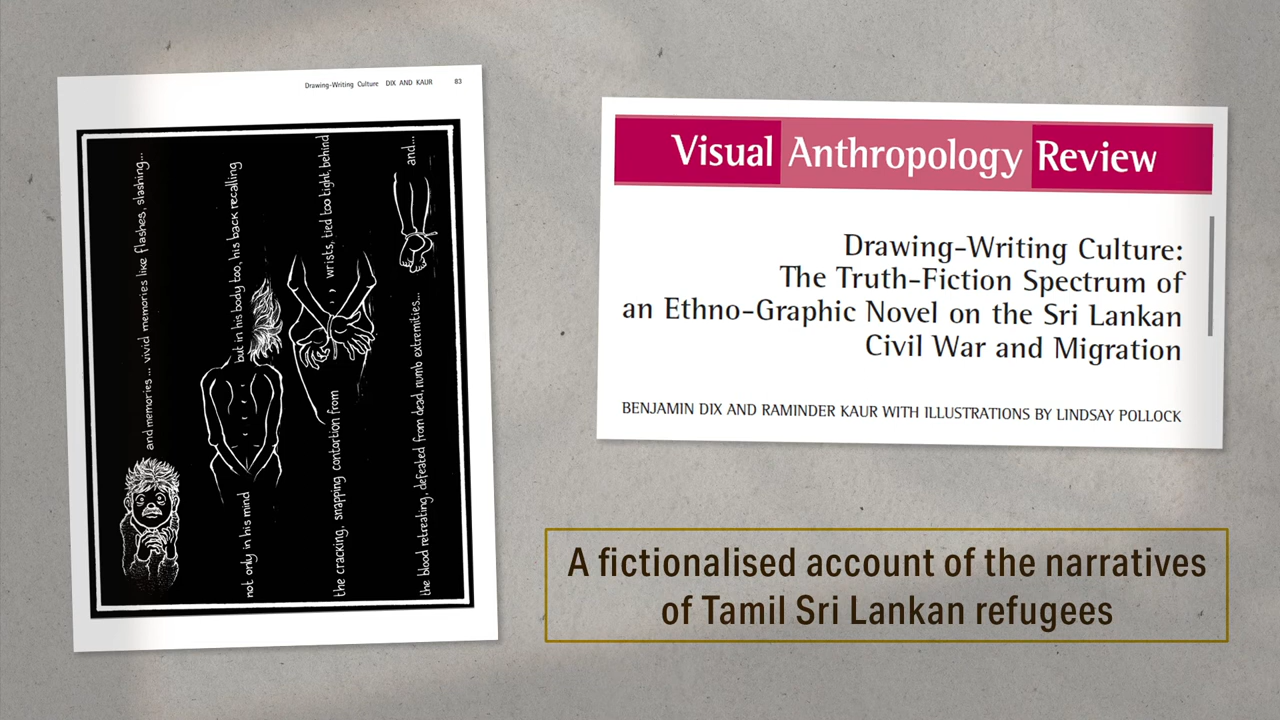 Drawing-Writing Culture DIX AND KAUR 83
and memories ... vivid memories like flashes, slashing...
not only in his mind
but in his body too, his back recalling
the cracking, snapping contortion from
wrists, tied too tight, behind
the blood retreating, defeated from dead, numb extremities...
and...
Visual Anthropology Review
Drawing-Writing Culture:
The Truth-Fiction Spectrum of
an Ethno-Graphic Novel on the Sri Lankan
Civil War and Migration
BENJAMIN DIX AND RAMINDER KAUR WITH ILLUSTRATIONS BY LINDSAY POLLOCK
A fictionalised account of the narratives
of Tamil Sri Lankan refugees